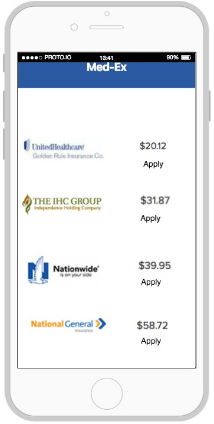 PROTO.IO 13:41 90%
Med-Ex
UnitedHealthcare
Golden Rule Insurance Co.
$20.12
Apply
THE IHC GROUP
Independence Holding Company
$31.87
Apply
Nationwide®
is on your side
$39.95
Apply
National General
Insurance
$58.72
Apply